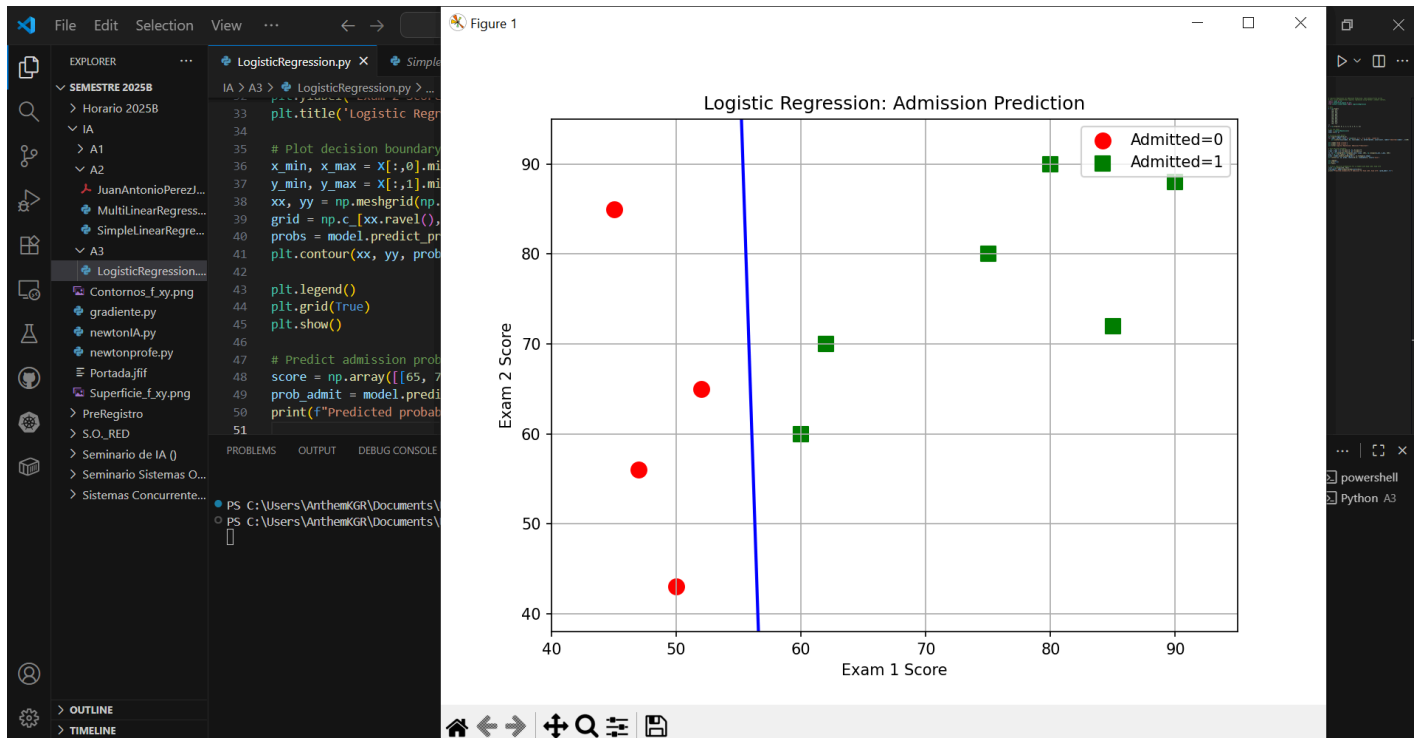 File Edit Selection View ···
Figure 1
EXPLORER ···
LogisticRegression.py
SEMESTRE 2025B
Horario 2025B
IA
A1
A2
JuanAntonioPerezJ...
MultiLinearRegress...
SimpleLinearRegre...
A3
LogisticRegression....
Contornos_f_xy.png
gradiente.py
newtonIA.py
newtonprofe.py
Portada.jfif
Superficie_f_xy.png
PreRegistro
S.O._RED
Seminario de IA ()
Seminario Sistemas O...
Sistemas Concurrente...
OUTLINE
TIMELINE
IA > A3 > LogisticRegression.py > ...
33 plt.title('Logistic Regr
34
35 # Plot decision boundary
36 x_min, x_max = X[:,0].mi
37 y_min, y_max = X[:,1].mi
38 xx, yy = np.meshgrid(np.
39 grid = np.c_[xx.ravel(),
40 probs = model.predict_pr
41 plt.contour(xx, yy, prob
42
43 plt.legend()
44 plt.grid(True)
45 plt.show()
46
47 # Predict admission prob
48 score = np.array([[65, 7
49 prob_admit = model.predi
50 print(f"Predicted probab
51
PROBLEMS OUTPUT DEBUG CONSOLE
PS C:\Users\AnthemKGR\Documents\
PS C:\Users\AnthemKGR\Documents\
Logistic Regression: Admission Prediction
Admitted=0
Admitted=1
Exam 2 Score
90
80
70
60
50
40
40 50 60 70 80 90
Exam 1 Score
powershell
Python A3